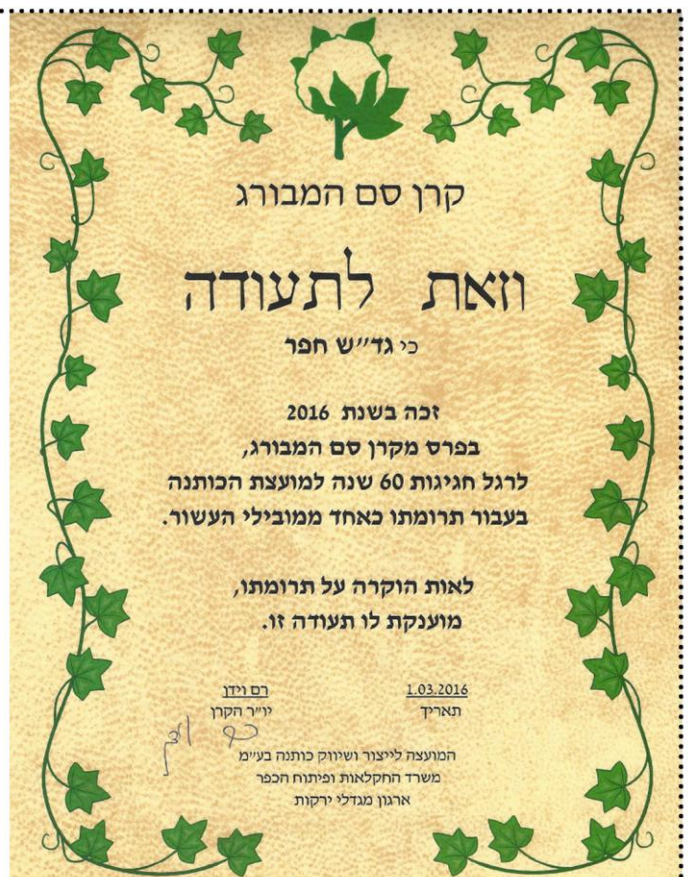 קרן סם המבורג
וזאת לתעודה
כי גד״ש חפר
זכה בשנת 2016
בפרס מקרן סם המבורג,
לרגל חגיגות 60 שנה למועצת הכותנה
בעבור תרומתו כאחד ממובילי העשור.
לאות הוקרה על תרומתו,
מוענקת לו תעודה זו.
1.03.2016 רם וידן
תאריך יו״ר הקרן
רם וידן
המועצה לייצור ושיווק כותנה בע״מ
משרד החקלאות ופיתוח הכפר
ארגון מגדלי ירקות